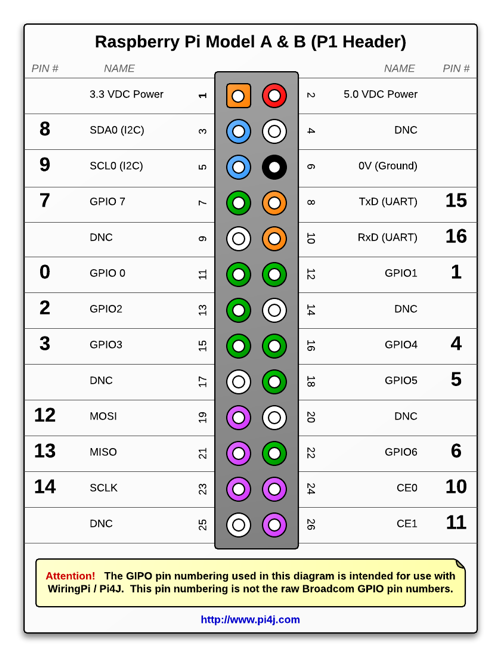 Raspberry Pi Model A & B (P1 Header)
PIN # NAME NAME PIN #
3.3 VDC Power 1 2 5.0 VDC Power
8 SDA0 (I2C) 3 4 DNC
9 SCL0 (I2C) 5 6 0V (Ground)
7 GPIO 7 7 8 TxD (UART) 15
DNC 9 10 RxD (UART) 16
0 GPIO 0 11 12 GPIO1 1
2 GPIO2 13 14 DNC
3 GPIO3 15 16 GPIO4 4
DNC 17 18 GPIO5 5
12 MOSI 19 20 DNC
13 MISO 21 22 GPIO6 6
14 SCLK 23 24 CE0 10
DNC 25 26 CE1 11
Attention! The GIPO pin numbering used in this diagram is intended for use with
WiringPi / Pi4J. This pin numbering is not the raw Broadcom GPIO pin numbers.
http://www.pi4j.com